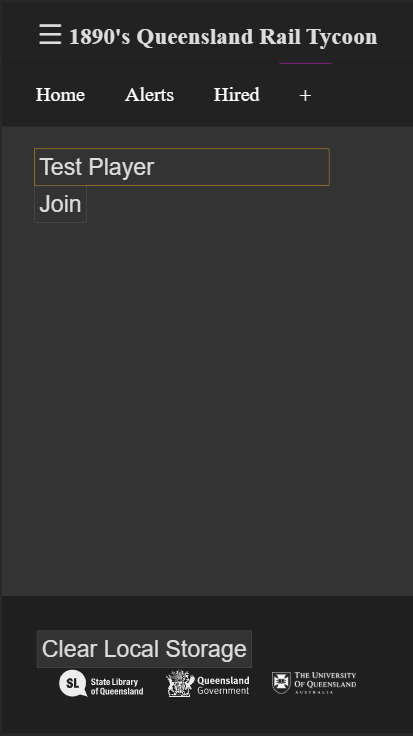 ☰ 1890's Queensland Rail Tycoon
Home Alerts Hired +
Test Player
Join
Clear Local Storage
SL State Library of Queensland
Queensland Government
THE UNIVERSITY OF QUEENSLAND AUSTRALIA